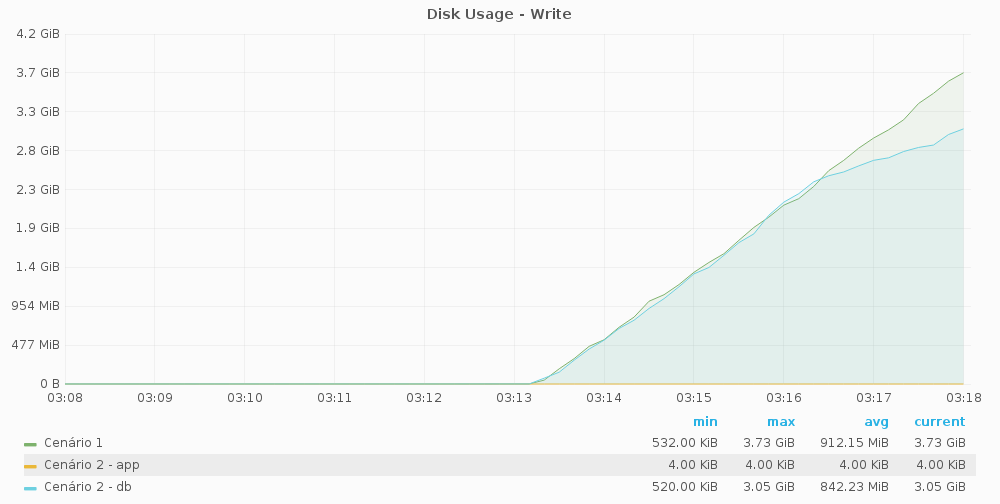 Disk Usage - Write
4.2 GiB
3.7 GiB
3.3 GiB
2.8 GiB
2.3 GiB
1.9 GiB
1.4 GiB
954 MiB
477 MiB
0 B
03:08 03:09 03:10 03:11 03:12 03:13 03:14 03:15 03:16 03:17 03:18
min max avg current
Cenário 1 532.00 KiB 3.73 GiB 912.15 MiB 3.73 GiB
Cenário 2 - app 4.00 KiB 4.00 KiB 4.00 KiB 4.00 KiB
Cenário 2 - db 520.00 KiB 3.05 GiB 842.23 MiB 3.05 GiB